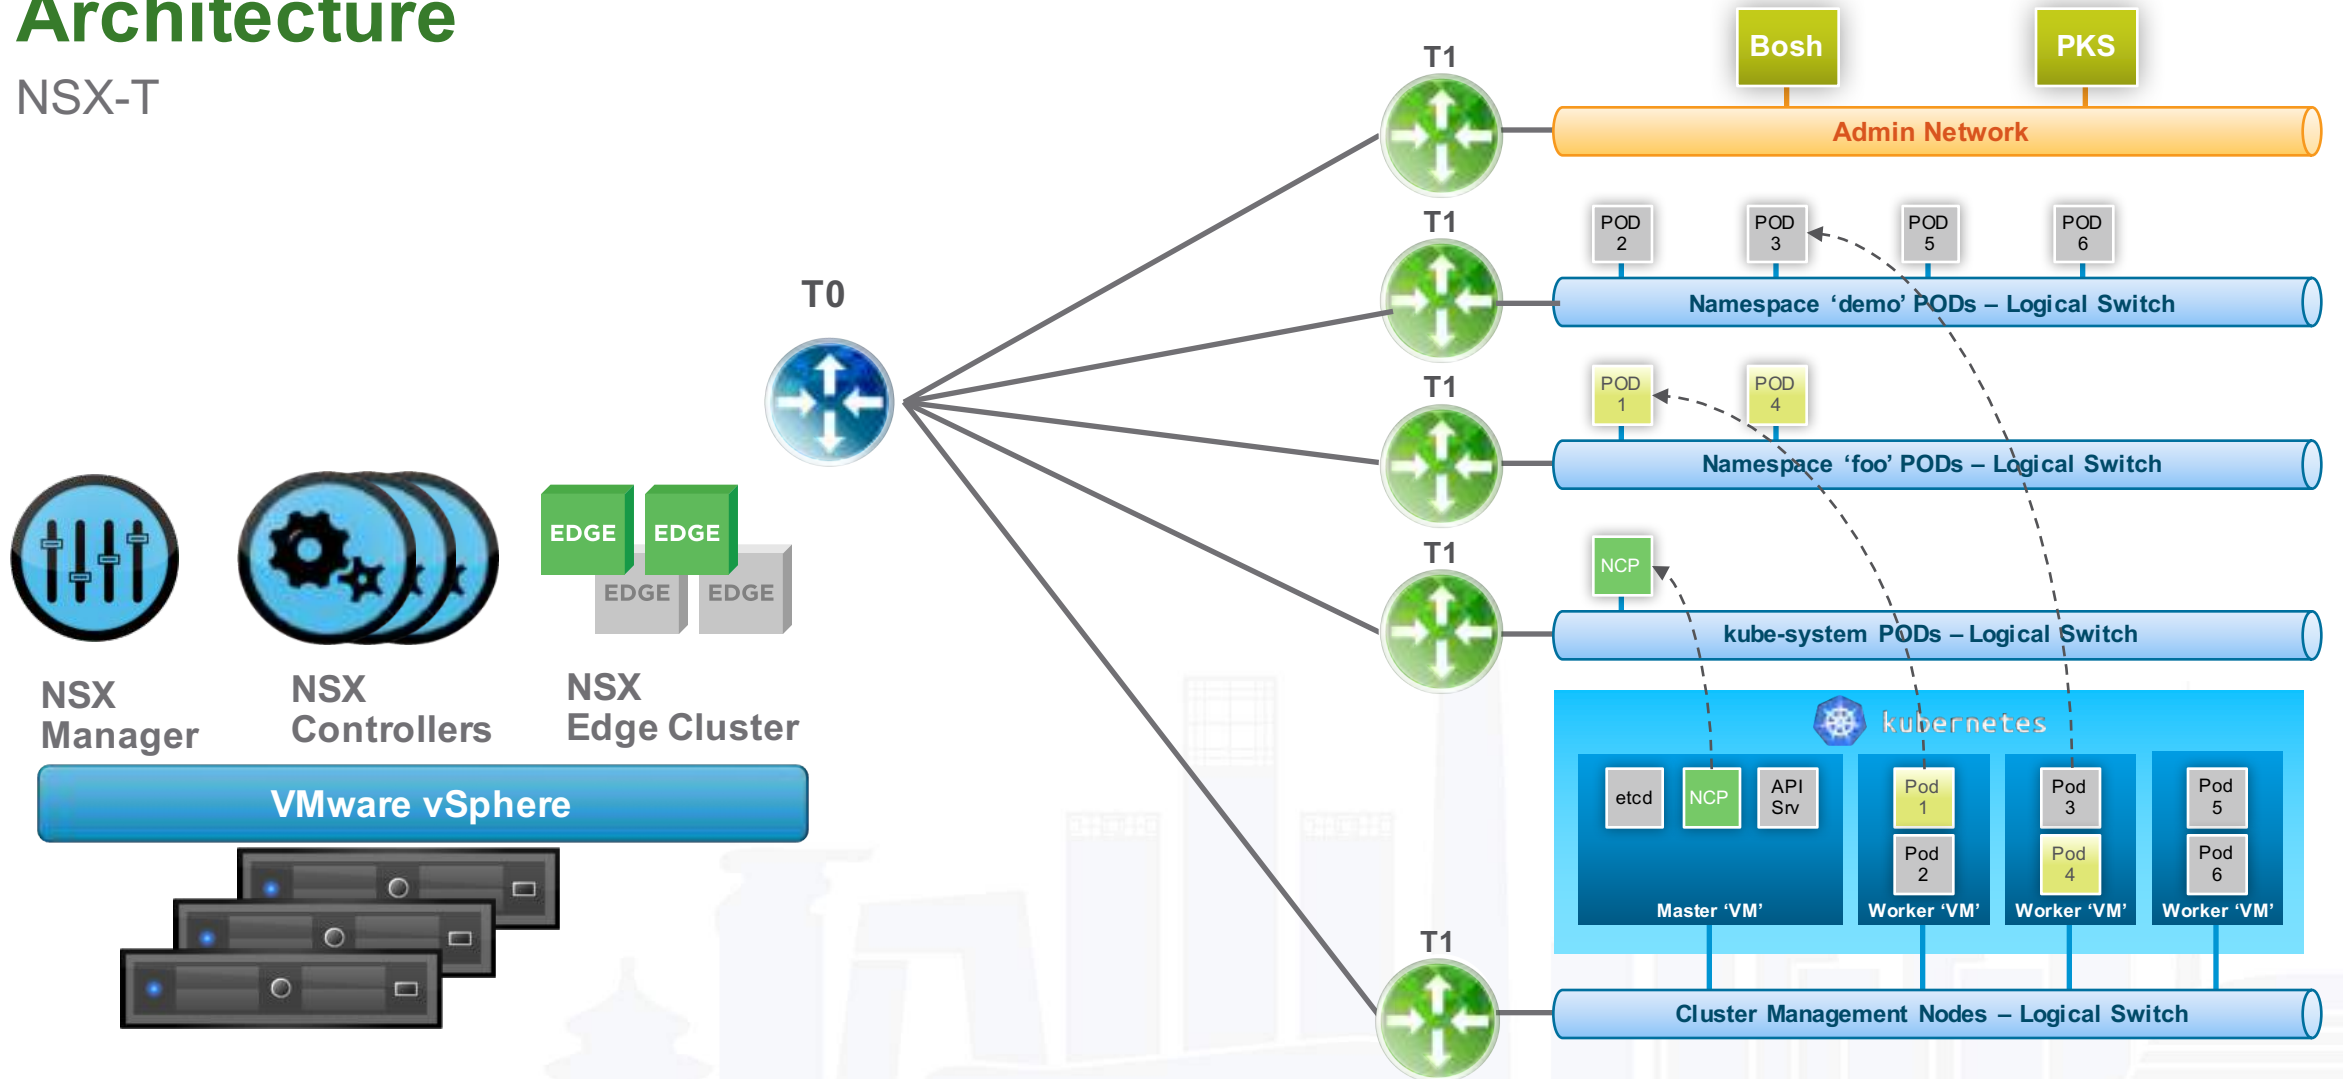 Architecture
NSX-T
T0
NSX
Manager
NSX
Controllers
EDGE
EDGE
EDGE
EDGE
NSX
Edge Cluster
VMware vSphere
T1
Bosh
PKS
Admin Network
T1
POD
2
POD
3
POD
5
POD
6
Namespace ‘demo’ PODs – Logical Switch
T1
POD
1
POD
4
Namespace ‘foo’ PODs – Logical Switch
T1
NCP
kube-system PODs – Logical Switch
kubernetes
etcd
NCP
API
Srv
Master ‘VM’
Pod
1
Pod
2
Worker ‘VM’
Pod
3
Pod
4
Worker ‘VM’
Pod
5
Pod
6
Worker ‘VM’
T1
Cluster Management Nodes – Logical Switch